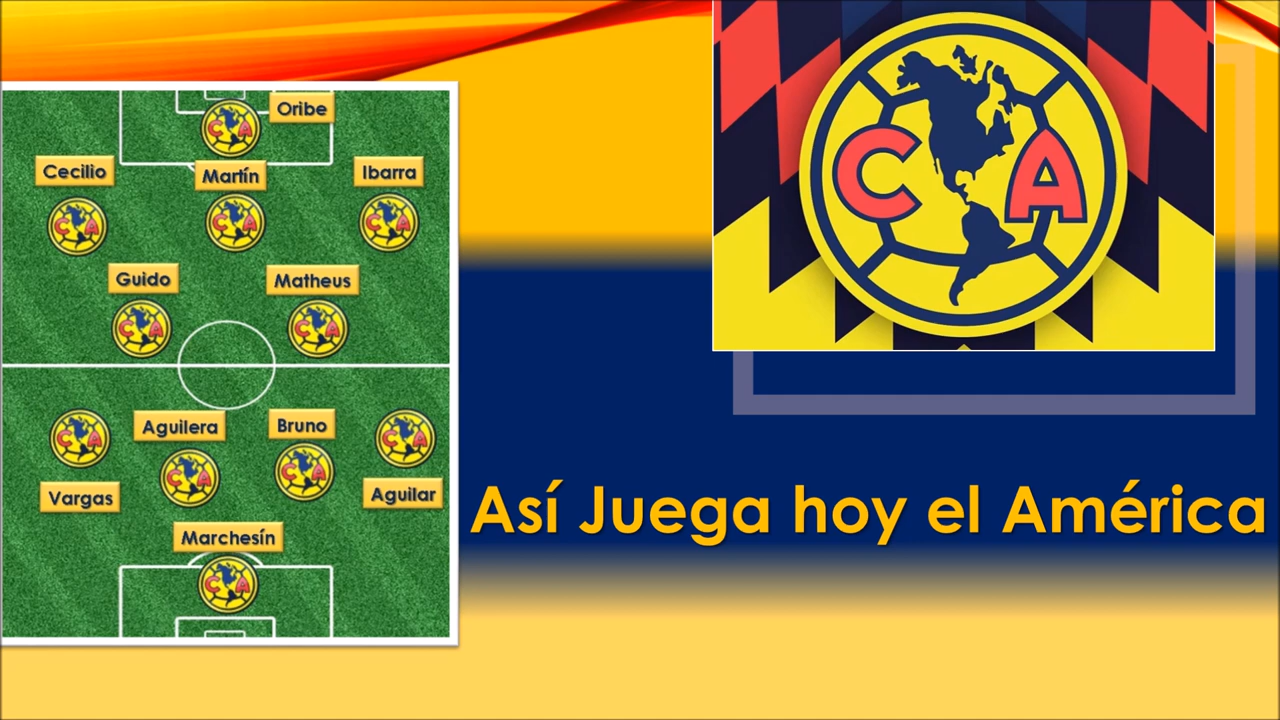 Oribe
Cecilio
Martín
Ibarra
Guido
Matheus
Aguilera
Bruno
Vargas
Aguilar
Marchesín
CA
Así Juega hoy el América